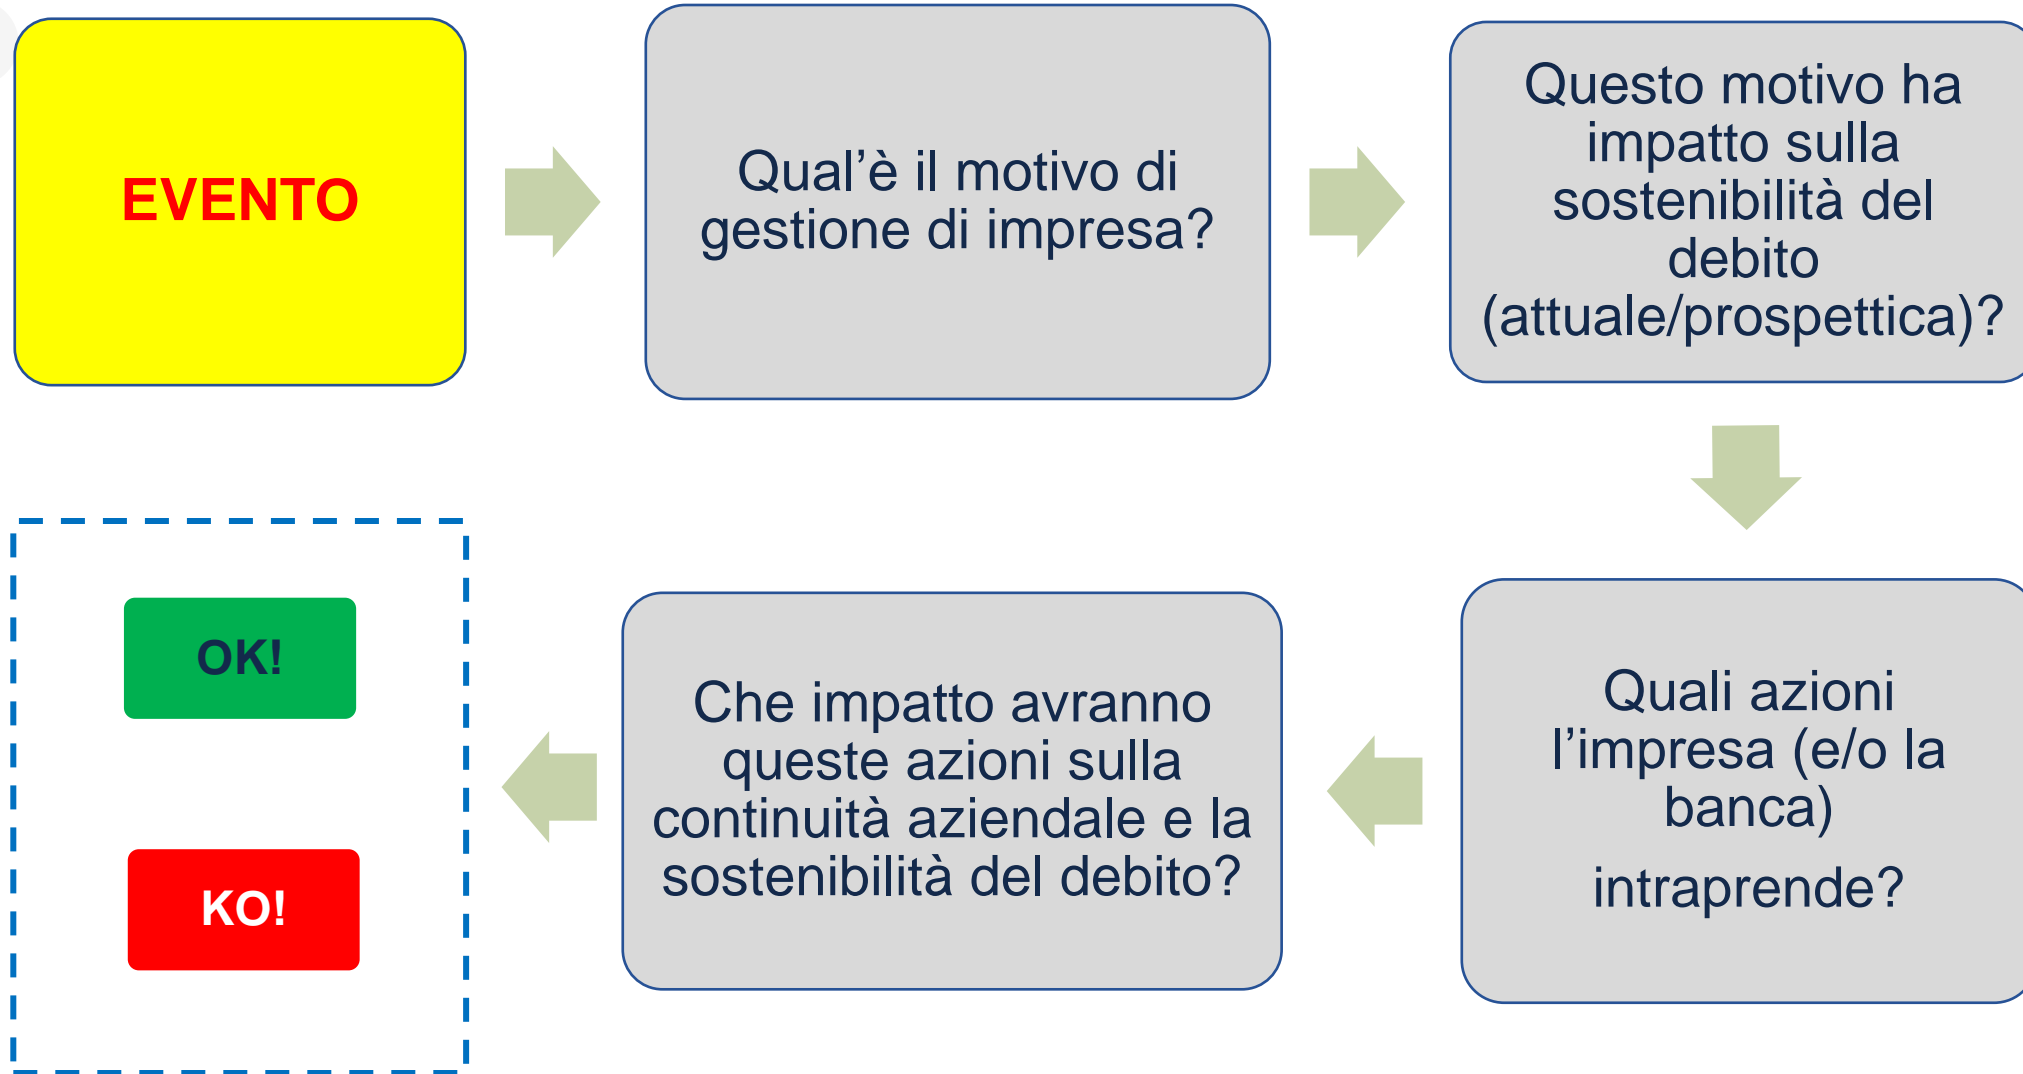 EVENTO
Qual’è il motivo di
gestione di impresa?
Questo motivo ha
impatto sulla
sostenibilità del
debito
(attuale/prospettica)?
Quali azioni
l’impresa (e/o la
banca)
intraprende?
Che impatto avranno
queste azioni sulla
continuità aziendale e la
sostenibilità del debito?
OK!
KO!